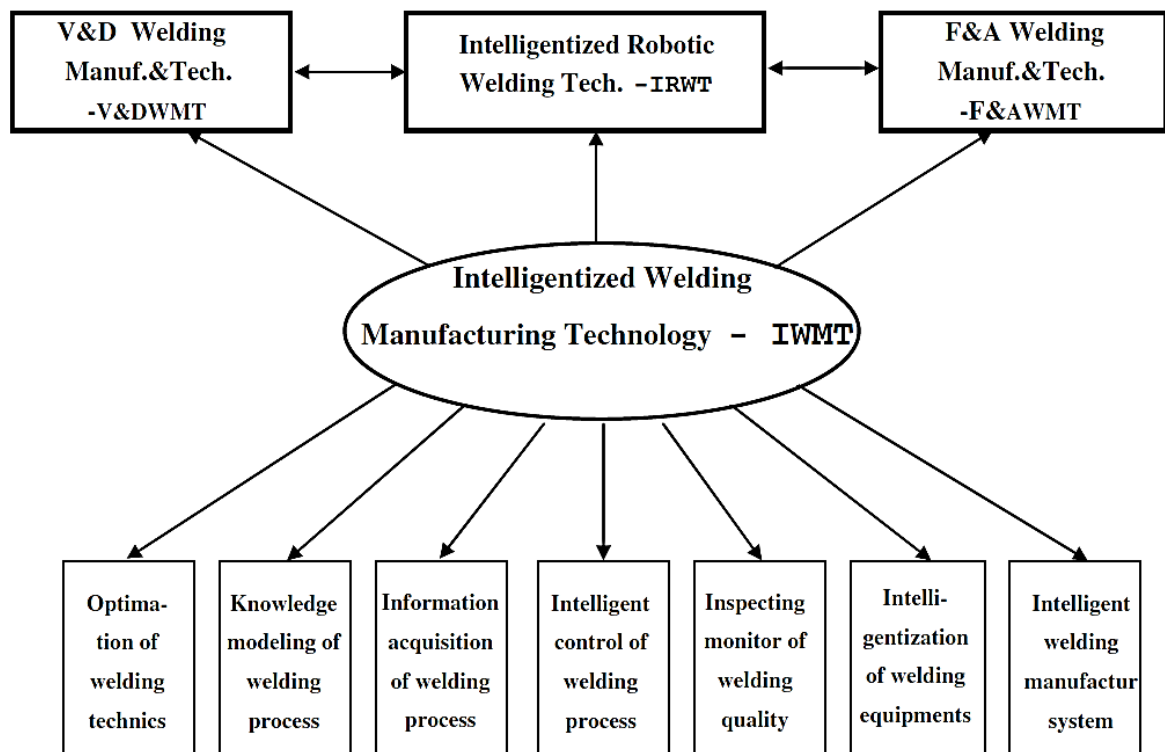 V&D Welding
Manuf.&Tech.
-V&DWMT
Intelligentized Robotic
Welding Tech. -IRWT
F&A Welding
Manuf.&Tech.
-F&AWMT
Intelligentized Welding
Manufacturing Technology - IWMT
Optima-
tion of
welding
technics
Knowledge
modeling of
welding
process
Information
acquisition
of welding
process
Intelligent
control of
welding
process
Inspecting
monitor of
welding
quality
Intelli-
gentization
of welding
equipments
Intelligent
welding
manufactur
system